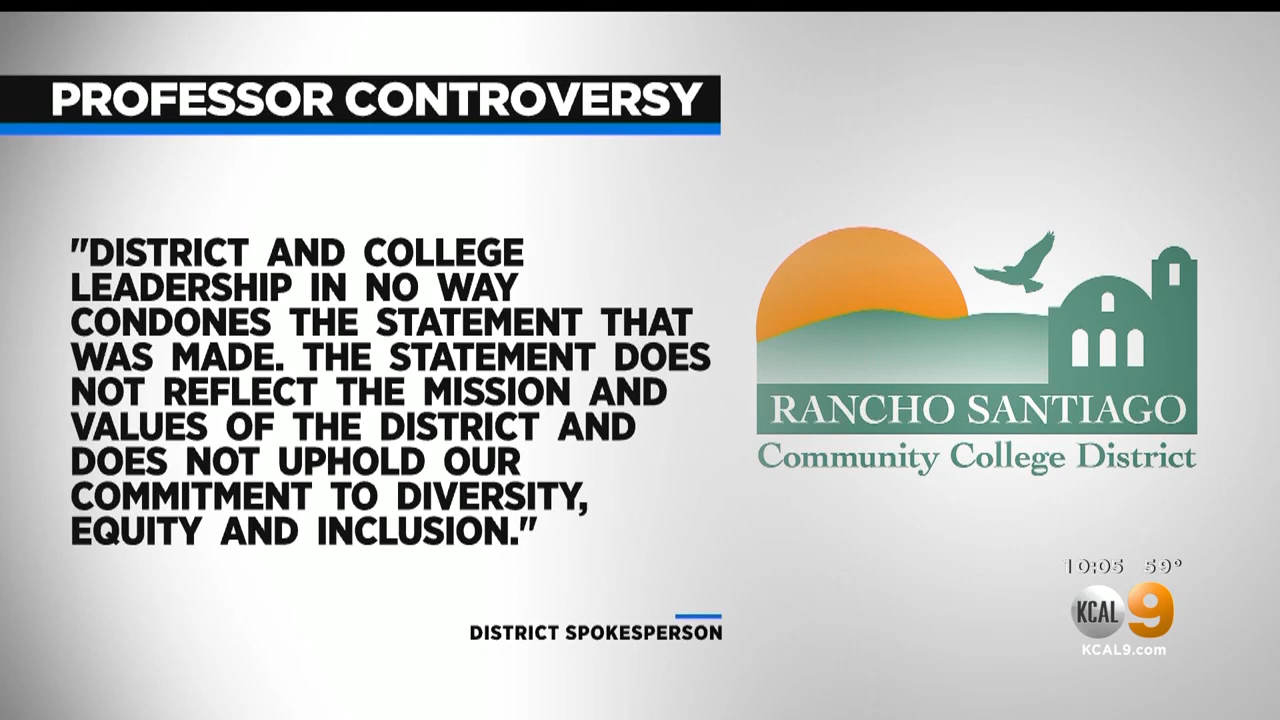 PROFESSOR CONTROVERSY
"DISTRICT AND COLLEGE
LEADERSHIP IN NO WAY
CONDONES THE STATEMENT THAT
WAS MADE. THE STATEMENT DOES
NOT REFLECT THE MISSION AND
VALUES OF THE DISTRICT AND
DOES NOT UPHOLD OUR
COMMITMENT TO DIVERSITY,
EQUITY AND INCLUSION."
DISTRICT SPOKESPERSON
RANCHO SANTIAGO
Community College District
10:05 59°
KCAL 9
KCAL9.com